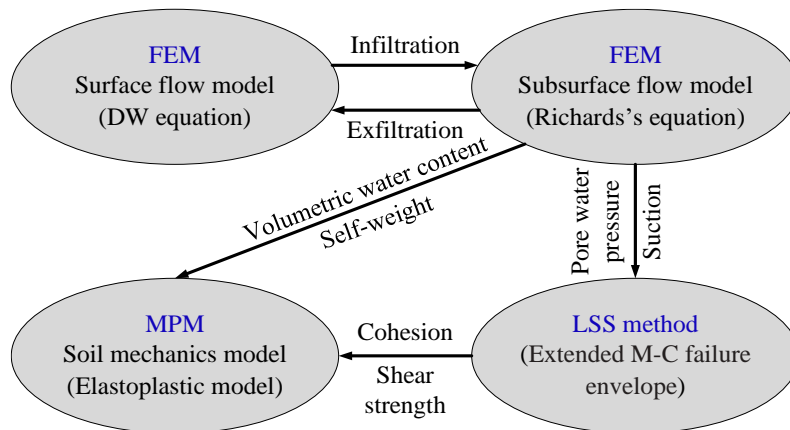 FEM
Surface flow model
(DW equation)
Infiltration
Exfiltration
FEM
Subsurface flow model
(Richards's equation)
Volumetric water content
Self-weight
Pore water
pressure
Suction
MPM
Soil mechanics model
(Elastoplastic model)
Cohesion
Shear
strength
LSS method
(Extended M-C failure
envelope)